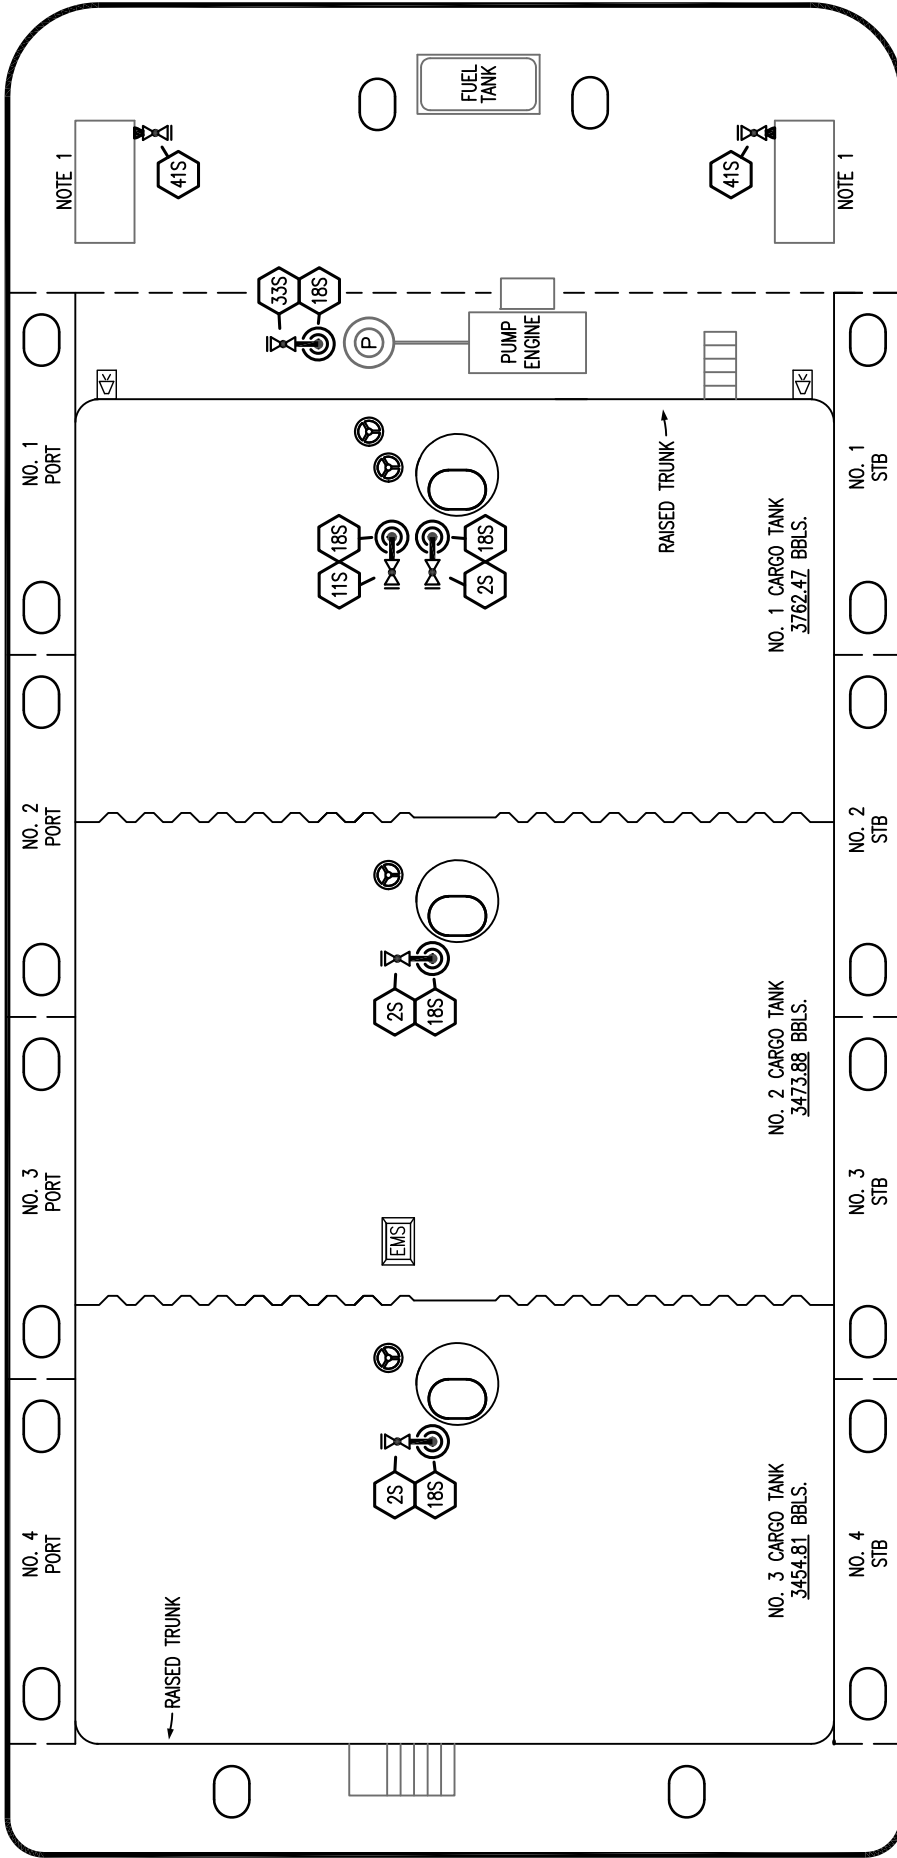 FUEL
TANK
NOTE 1
41S
41S
NOTE 1
33S
18S
P
PUMP
ENGINE
NO. 1
PORT
RAISED TRUNK
NO. 1
STB
18S
11S
18S
2S
NO. 1 CARGO TANK
3762.47 BBLS.
NO. 2
PORT
NO. 2
STB
2S
18S
NO. 2 CARGO TANK
3473.88 BBLS.
NO. 3
PORT
EMS
NO. 3
STB
2S
18S
NO. 3 CARGO TANK
3454.81 BBLS.
NO. 4
PORT
NO. 4
STB
RAISED TRUNK